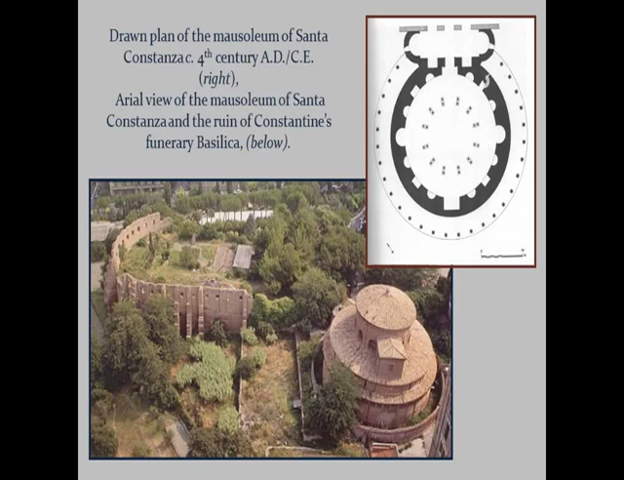 Drawn plan of the mausoleum of Santa
Constanza c. 4th century A.D./C.E.
(right),
Arial view of the mausoleum of Santa
Constanza and the ruin of Constantine's
funerary Basilica, (below).